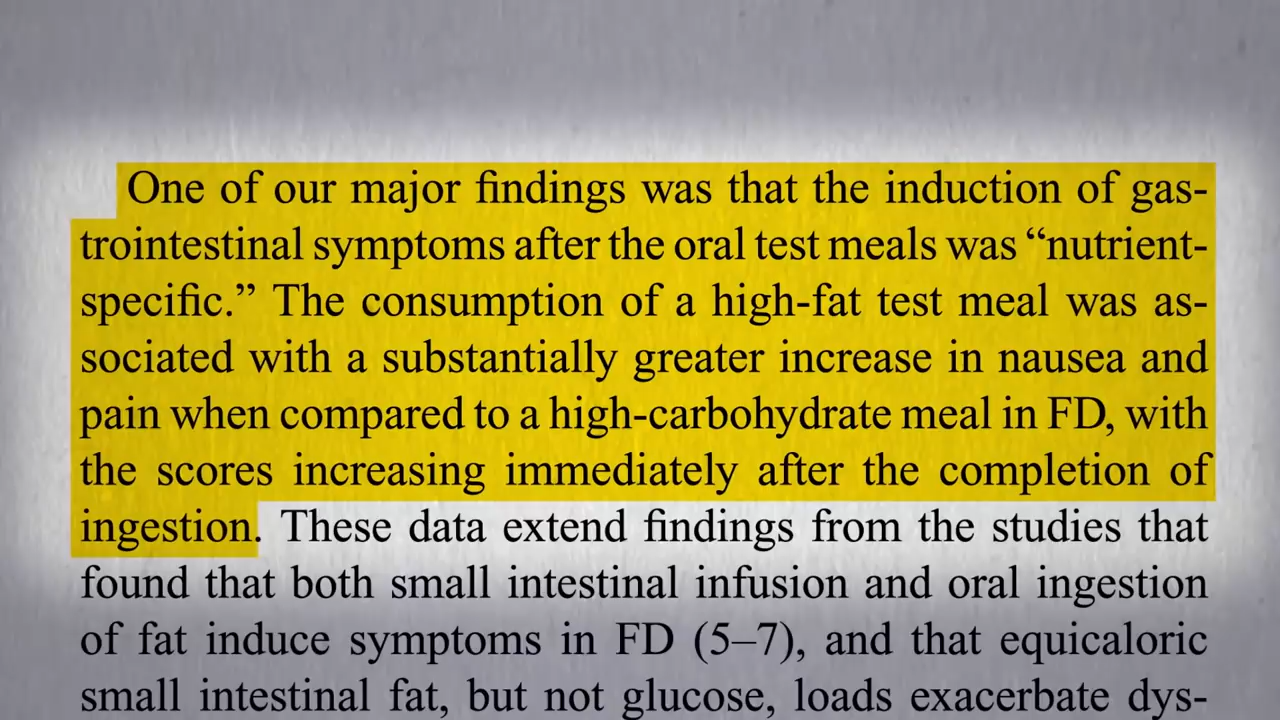 One of our major findings was that the induction of gas-
trointestinal symptoms after the oral test meals was “nutrient-
specific.” The consumption of a high-fat test meal was as-
sociated with a substantially greater increase in nausea and
pain when compared to a high-carbohydrate meal in FD, with
the scores increasing immediately after the completion of
ingestion. These data extend findings from the studies that
found that both small intestinal infusion and oral ingestion
of fat induce symptoms in FD (5–7), and that equicaloric
small intestinal fat, but not glucose, loads exacerbate dys-